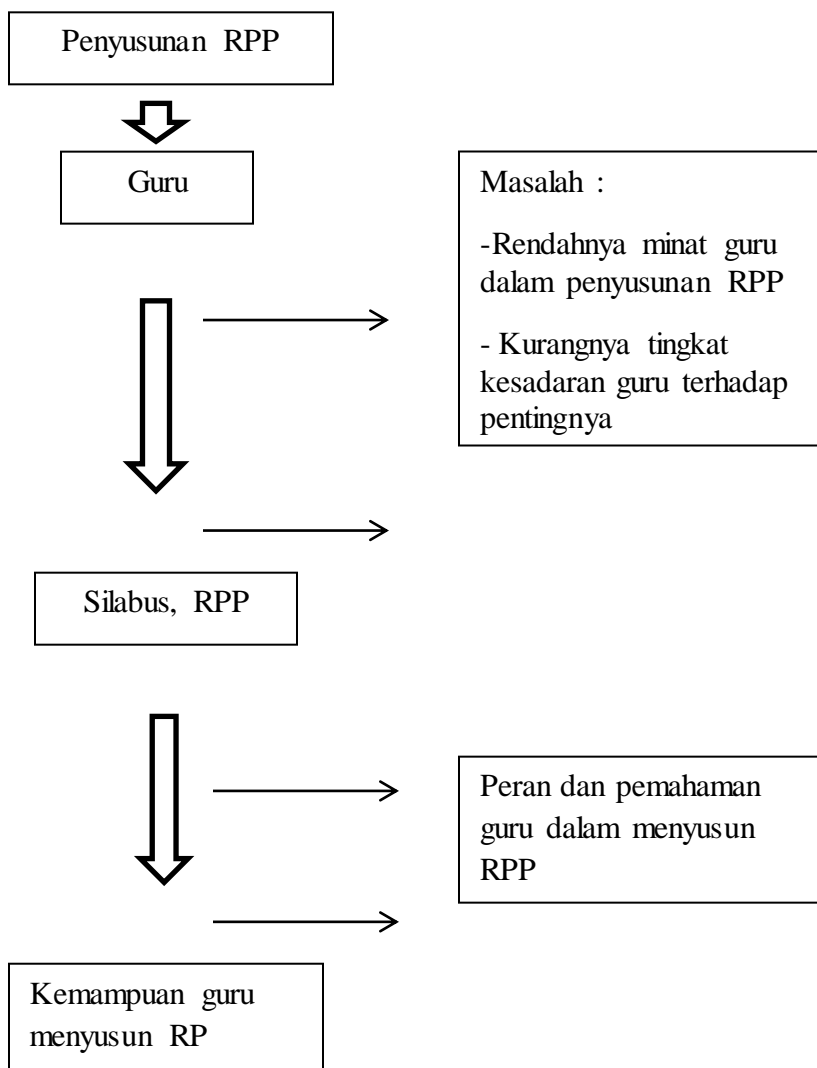 Penyusunan RPP
Guru
Masalah :
-Rendahnya minat guru
dalam penyusunan RPP
- Kurangnya tingkat
kesadaran guru terhadap
pentingnya
Silabus, RPP
Peran dan pemahaman
guru dalam menyusun
RPP
Kemampuan guru
menyusun RP